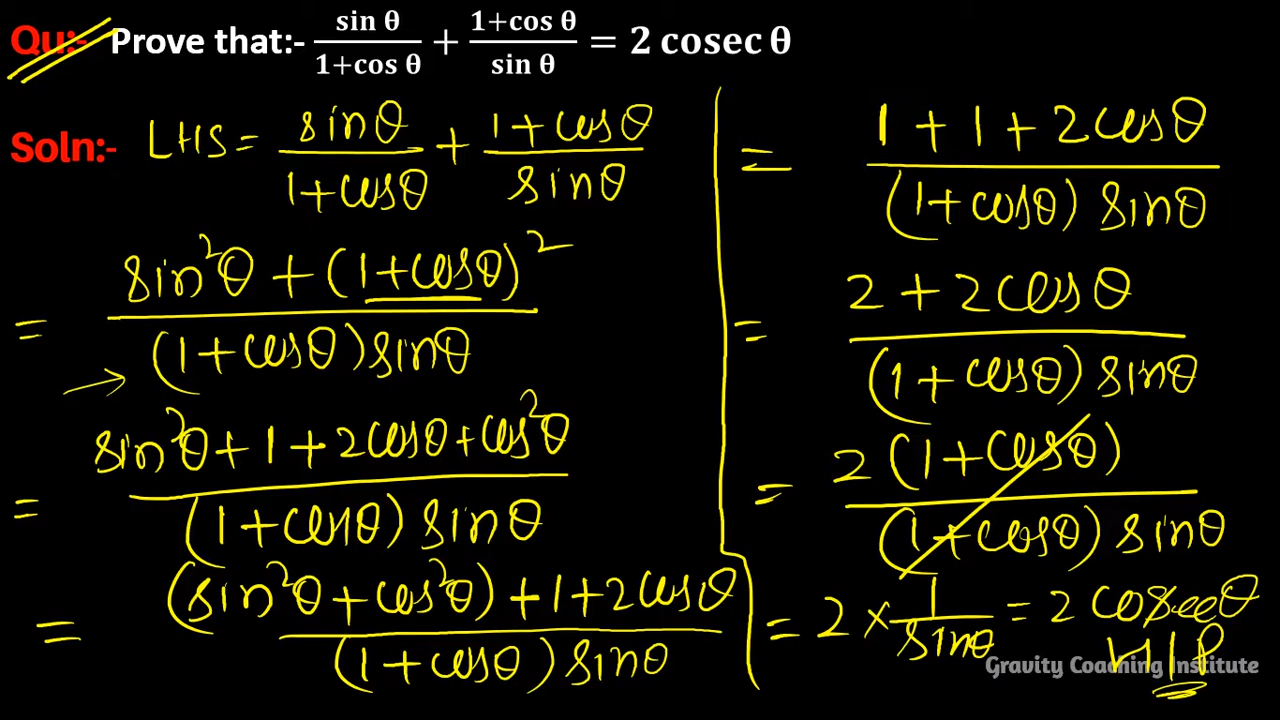 Qu:- Prove that:- sin θ/1+cos θ + 1+cos θ/sin θ = 2 cosec θ
Soln:- LHS = sinθ/1+cosθ + 1+cosθ/sinθ
= sin²θ + (1+cosθ)²/(1+cosθ)sinθ
= sin²θ+1+2cosθ+cos²θ/(1+cosθ) sinθ
= (sin²θ+cos²θ)+1+2cosθ/(1+cosθ)sinθ
= 1+1+2cosθ/(1+cosθ) sinθ
= 2+2cosθ/(1+cosθ) sinθ
= 2(1+cosθ)/(1+cosθ) sinθ
= 2×1/sinθ = 2 cosecθ
H/P
Gravity Coaching Institute